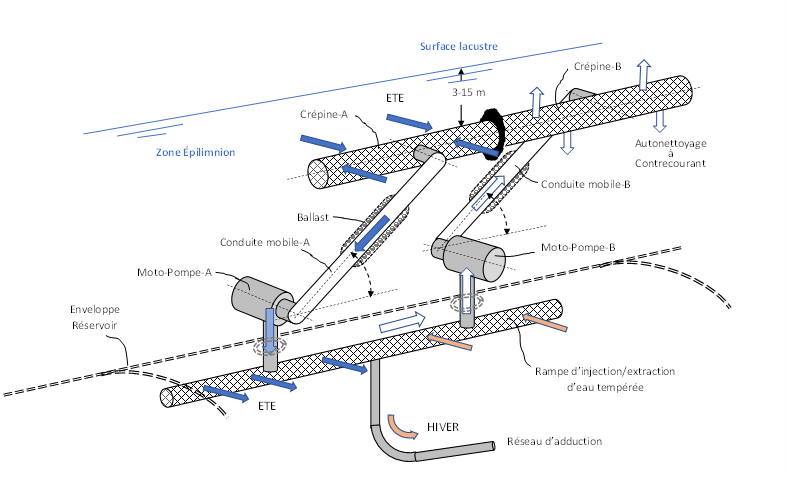 Surface lacustre
Crépine-B
3-15 m
ETE
Crépine-A
Zone Épilimnion
Autonettoyage
à
Contrecourant
Conduite mobile-B
Ballast
Conduite mobile-A
Moto-Pompe-B
Moto-Pompe-A
Enveloppe
Réservoir
Rampe d'injection/extraction
d'eau tempérée
ETE
HIVER
Réseau d'adduction